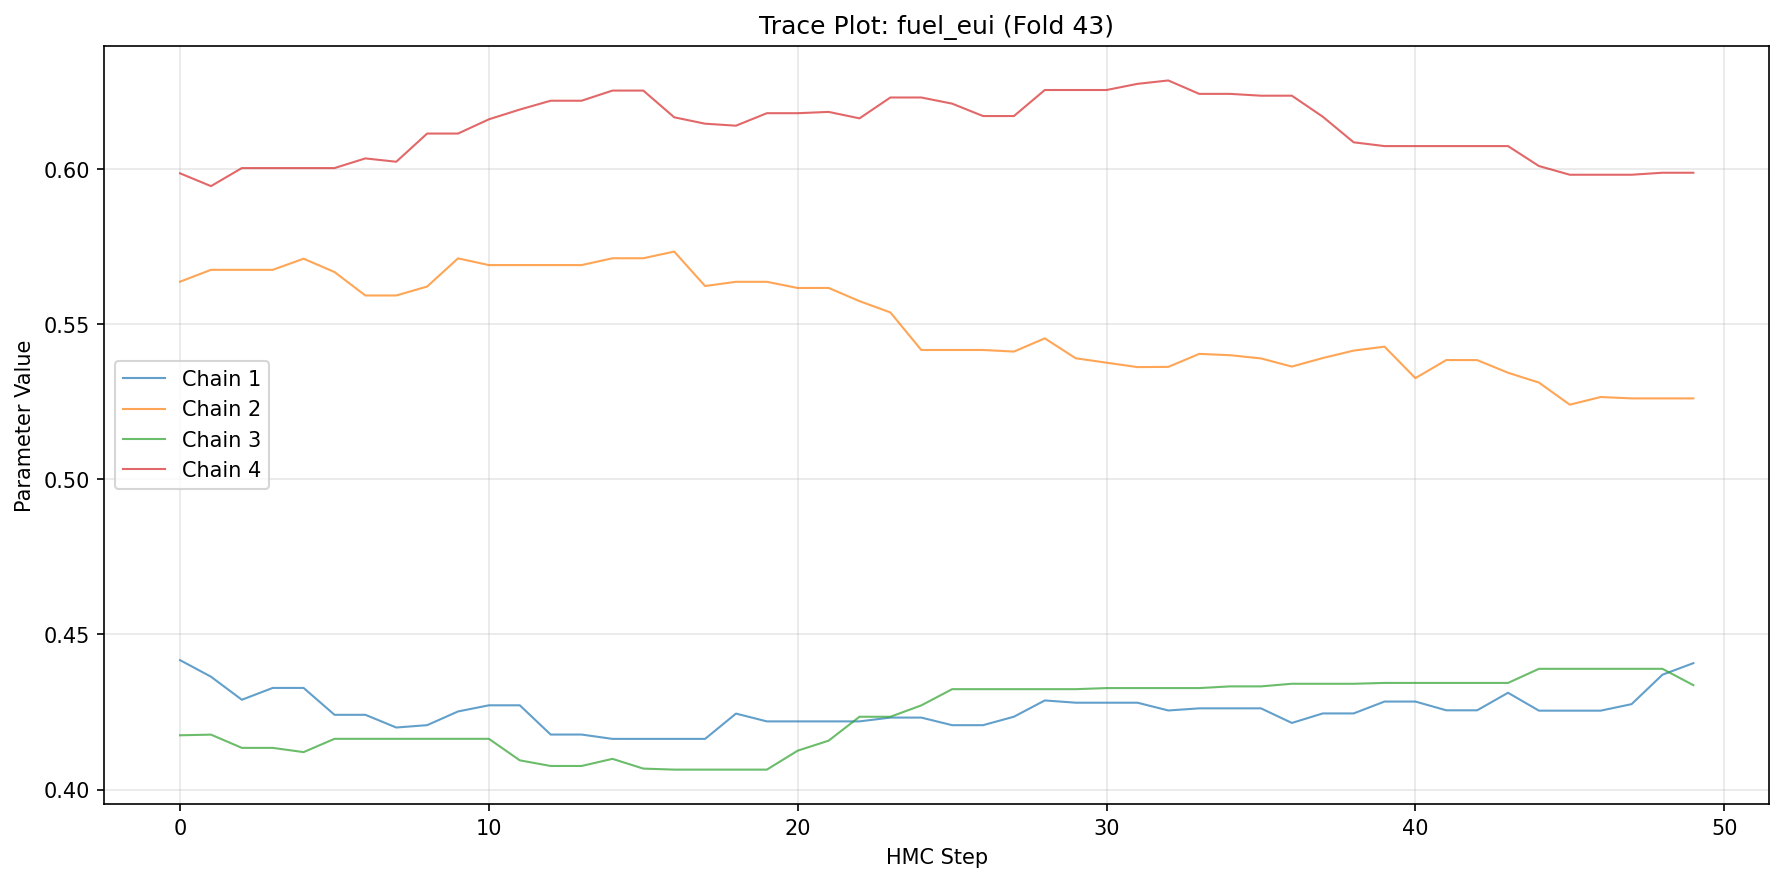 Trace Plot: fuel_eui (Fold 43)
Parameter Value
0.60
0.55
0.50
0.45
0.40
Chain 1
Chain 2
Chain 3
Chain 4
0 10 20 30 40 50
HMC Step